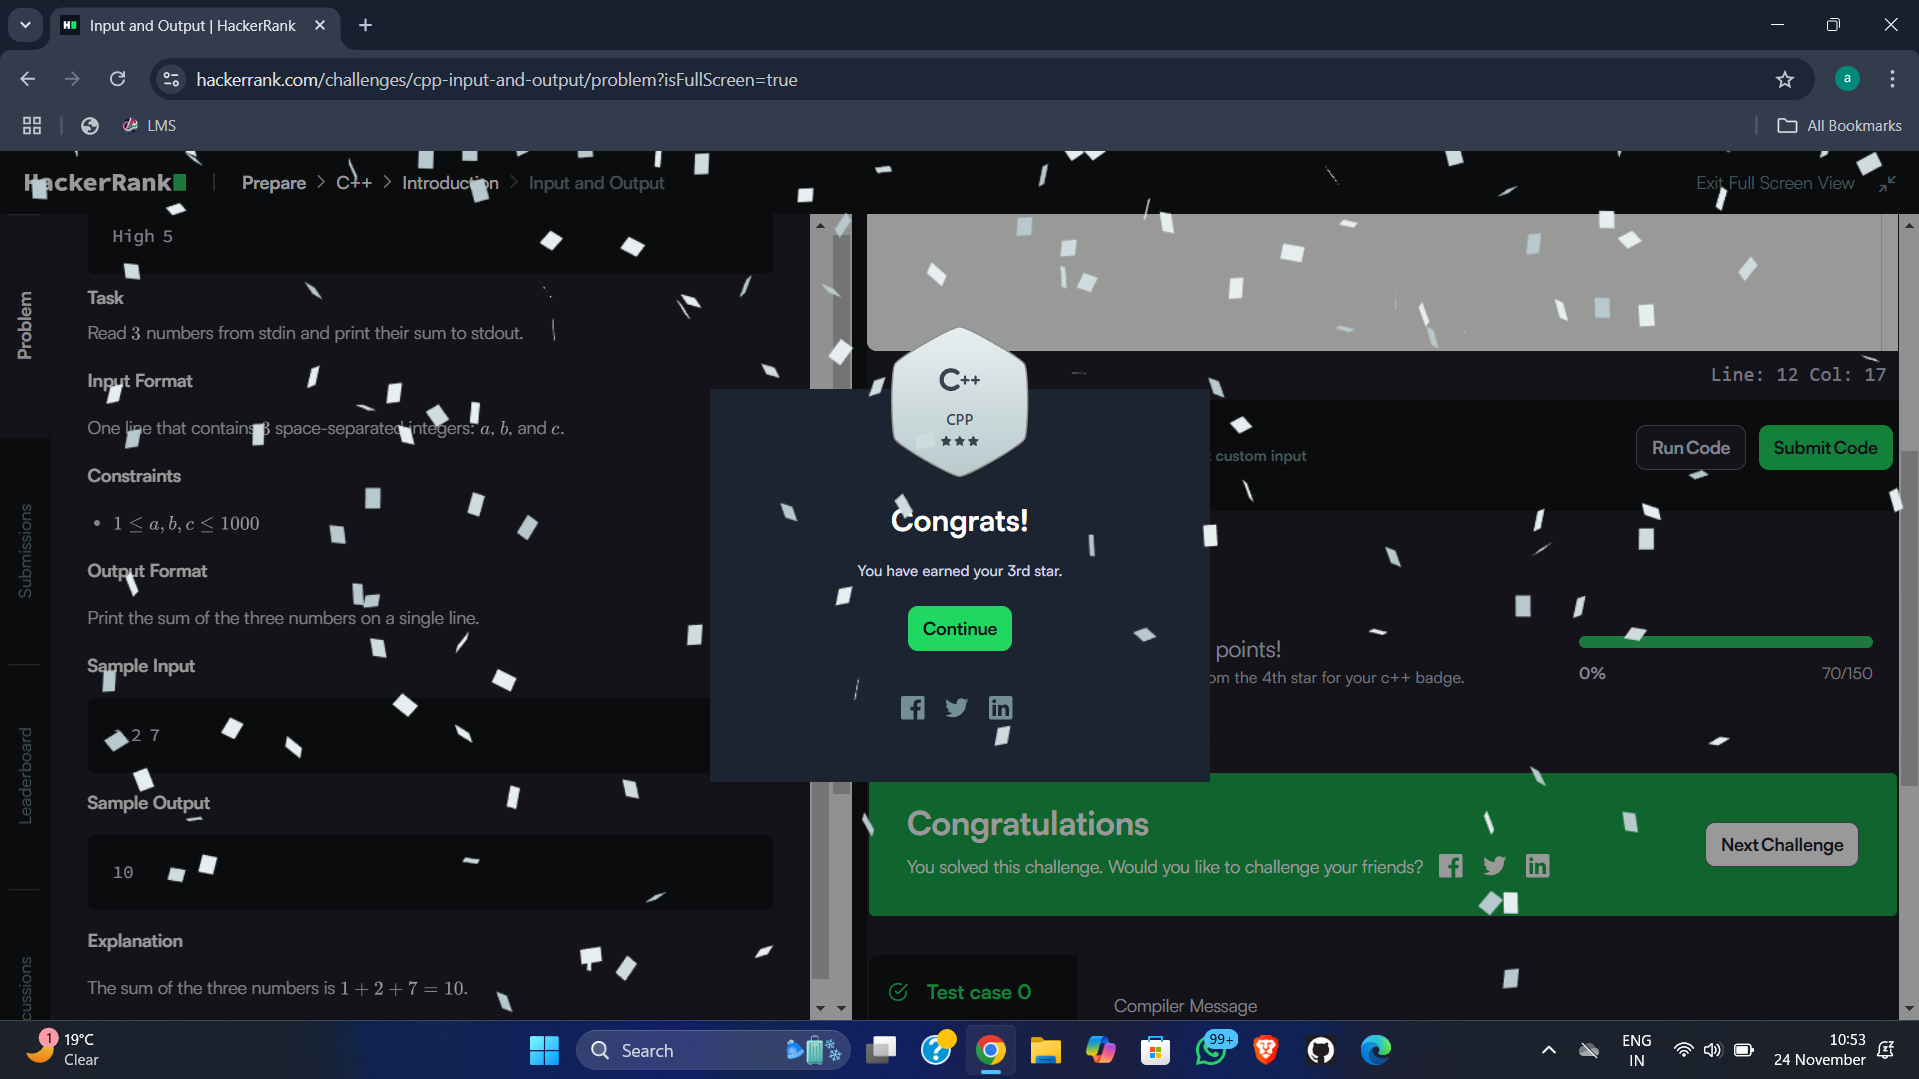 Input and Output | HackerRank
hackerrank.com/challenges/cpp-input-and-output/problem?isFullScreen=true
a
LMS
All Bookmarks
HackerRank
Prepare > C++ > Introduction > Input and Output
Exit Full Screen View
Problem
Submissions
Leaderboard
High 5
Task
Read 3 numbers from stdin and print their sum to stdout.
Input Format
One line that contains 3 space-separated integers: a, b, and c.
Constraints
• 1 ≤ a, b, c ≤ 1000
Output Format
Print the sum of the three numbers on a single line.
Sample Input
2 7
Sample Output
10
Explanation
The sum of the three numbers is 1 + 2 + 7 = 10.
Line: 12 Col: 17
custom input
Run Code
Submit Code
C++
CPP
Congrats!
You have earned your 3rd star.
Continue
points!
the 4th star for your c++ badge.
0%
70/150
Congratulations
You solved this challenge. Would you like to challenge your friends?
Next Challenge
Test case 0
Compiler Message
1
19°C
Clear
Search
99+
ENG
IN
10:53
24 November